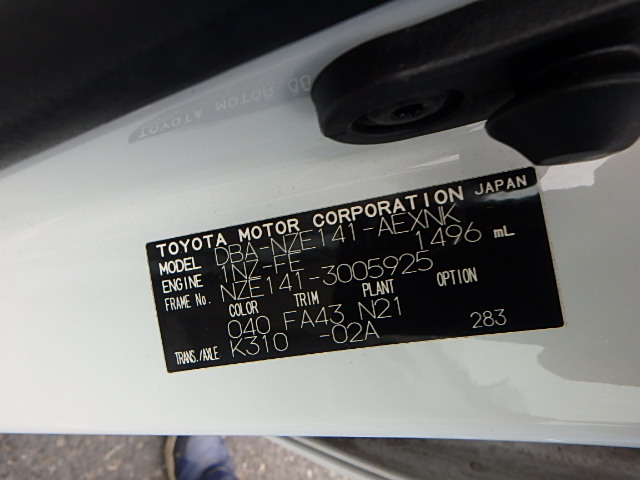 TOYOTA MOTOR CORPORATION JAPAN
MODEL DBA-NZE141-AEXNK
ENGINE 1NZ-FE 1496 mL
FRAME No. NZE141-3005925
COLOR TRIM PLANT OPTION
040 FA43 N21
TRANS./AXLE K310 -02A 283